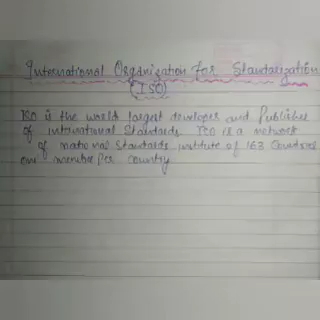 International Organization For Standarization
(ISO)
ISO is the world largest developer and Publisher
of international Standards. ISO is a network
of national Standards institute of 163 Countries
one member per country